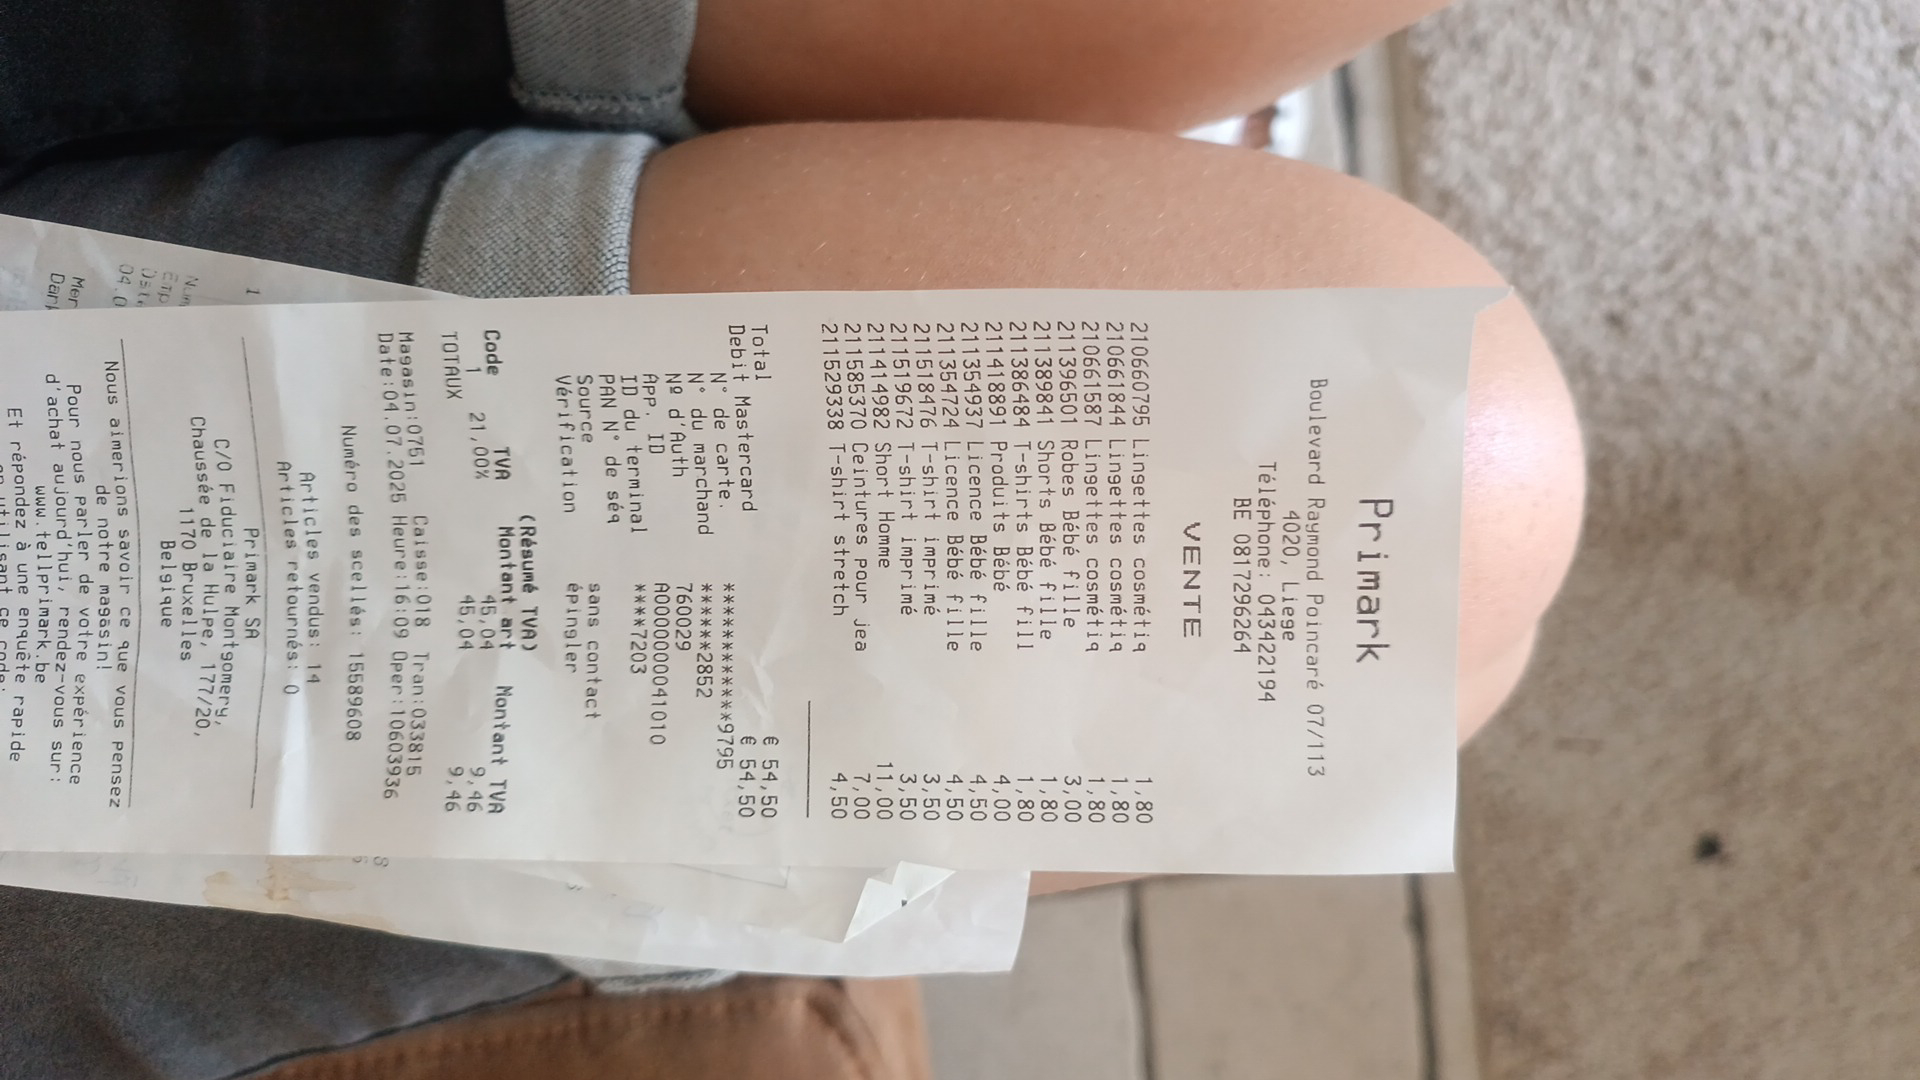 Primark
Boulevard Raymond Poincaré 07/113
4020, Liege
Téléphone: 043422194
BE 0817296264
VENTE
210660795 Lingettes cosmétiq 1,80
210661844 Lingettes cosmétiq 1,80
210661587 Lingettes cosmétiq 1,80
211396501 Robes Bébé fille 3,00
211389841 Shorts Bébé fille 1,80
211386484 T-shirts Bébé fill 1,80
211418891 Produits Bébé 4,00
211354937 Licence Bébé fille 4,50
211354724 Licence Bébé fille 4,50
211518476 T-shirt imprimé 3,50
211519672 T-shirt imprimé 3,50
211414982 Short Homme 11,00
211585370 Ceintures pour jea 7,00
211529338 T-shirt stretch 4,50
Total € 54,50
Debit Mastercard € 54,50
N° de carte. ************9795
N° du marchand ******2852
Nº d'Auth 760029
App. ID A0000000041010
ID du terminal ****7203
PAN N° de séq
Source sans contact
Vérification épingler
(Résumé TVA)
Code TVA Montant art Montant TVA
1 21,00% 45,04 9,46
TOTAUX 45,04 9,46
Magasin:0751 Caisse:018 Tran:033815
Date:04.07.2025 Heure:16:09 Oper:10603936
Numéro des scellés: 15589608
Articles vendus: 14
Articles retournés: 0
Primark SA
C/O Fiduciaire Montgomery,
Chaussée de la Hulpe, 177/20,
1170 Bruxelles
Belgique
Nous aimerions savoir ce que vous pensez
de notre magasin!
Pour nous parler de votre expérience
d'achat aujourd'hui, rendez-vous sur:
www.tellprimark.be
Et répondez à une enquête rapide
en utilisant ce code: